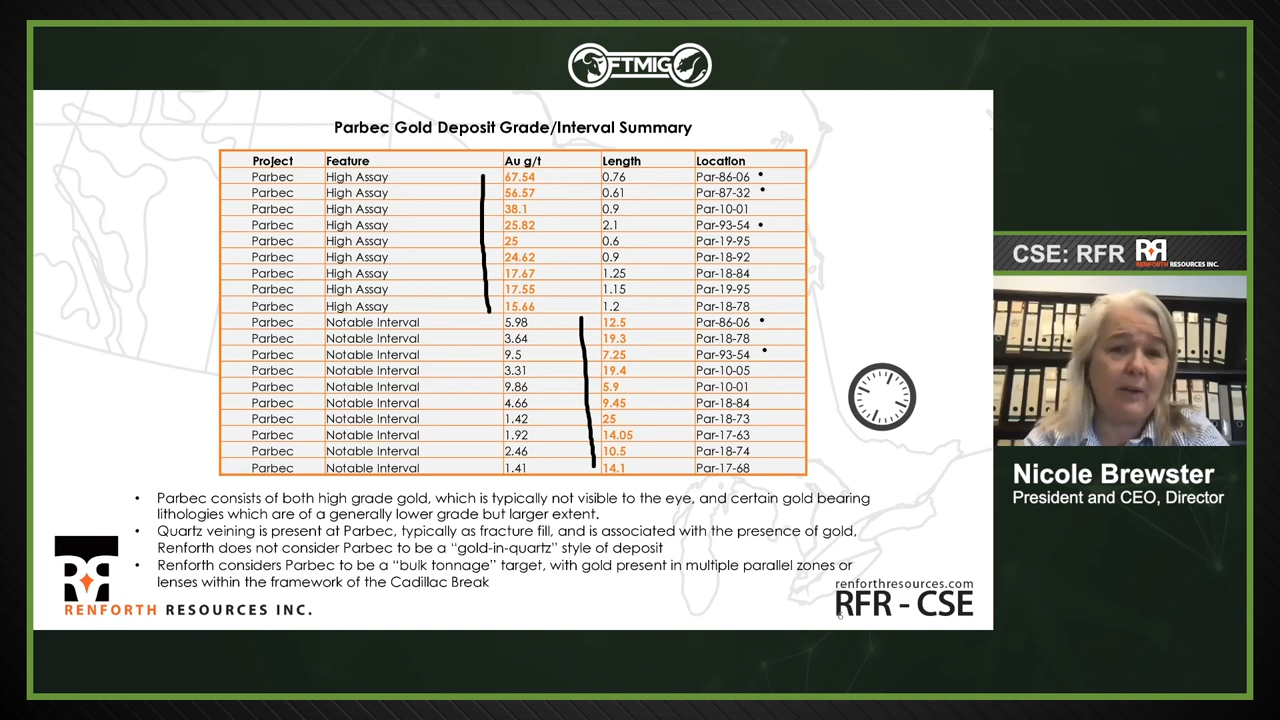 FTMIG
Parbec Gold Deposit Grade/Interval Summary
Project Feature Au g/t Length Location
Parbec High Assay 67.54 0.76 Par-86-06
Parbec High Assay 56.57 0.61 Par-87-32
Parbec High Assay 38.1 0.9 Par-10-01
Parbec High Assay 25.82 2.1 Par-93-54
Parbec High Assay 25 0.6 Par-19-95
Parbec High Assay 24.62 0.9 Par-18-92
Parbec High Assay 17.67 1.25 Par-18-84
Parbec High Assay 17.55 1.15 Par-19-95
Parbec High Assay 15.66 1.2 Par-18-78
Parbec Notable Interval 5.98 12.5 Par-86-06
Parbec Notable Interval 3.64 19.3 Par-18-78
Parbec Notable Interval 9.5 7.25 Par-93-54
Parbec Notable Interval 3.31 19.4 Par-10-05
Parbec Notable Interval 9.86 5.9 Par-10-01
Parbec Notable Interval 4.66 9.45 Par-18-84
Parbec Notable Interval 1.42 25 Par-18-73
Parbec Notable Interval 1.92 14.05 Par-17-63
Parbec Notable Interval 2.46 10.5 Par-18-74
Parbec Notable Interval 1.41 14.1 Par-17-68
• Parbec consists of both high grade gold, which is typically not visible to the eye, and certain gold bearing
lithologies which are of a generally lower grade but larger extent.
• Quartz veining is present at Parbec, typically as fracture fill, and is associated with the presence of gold,
Renforth does not consider Parbec to be a “gold-in-quartz” style of deposit
• Renforth considers Parbec to be a “bulk tonnage” target, with gold present in multiple parallel zones or
lenses within the framework of the Cadillac Break
RENFORTH RESOURCES INC.
renforthresources.com
RFR - CSE
6
CSE: RFR
RENFORTH RESOURCES INC.
Nicole Brewster
President and CEO, Director